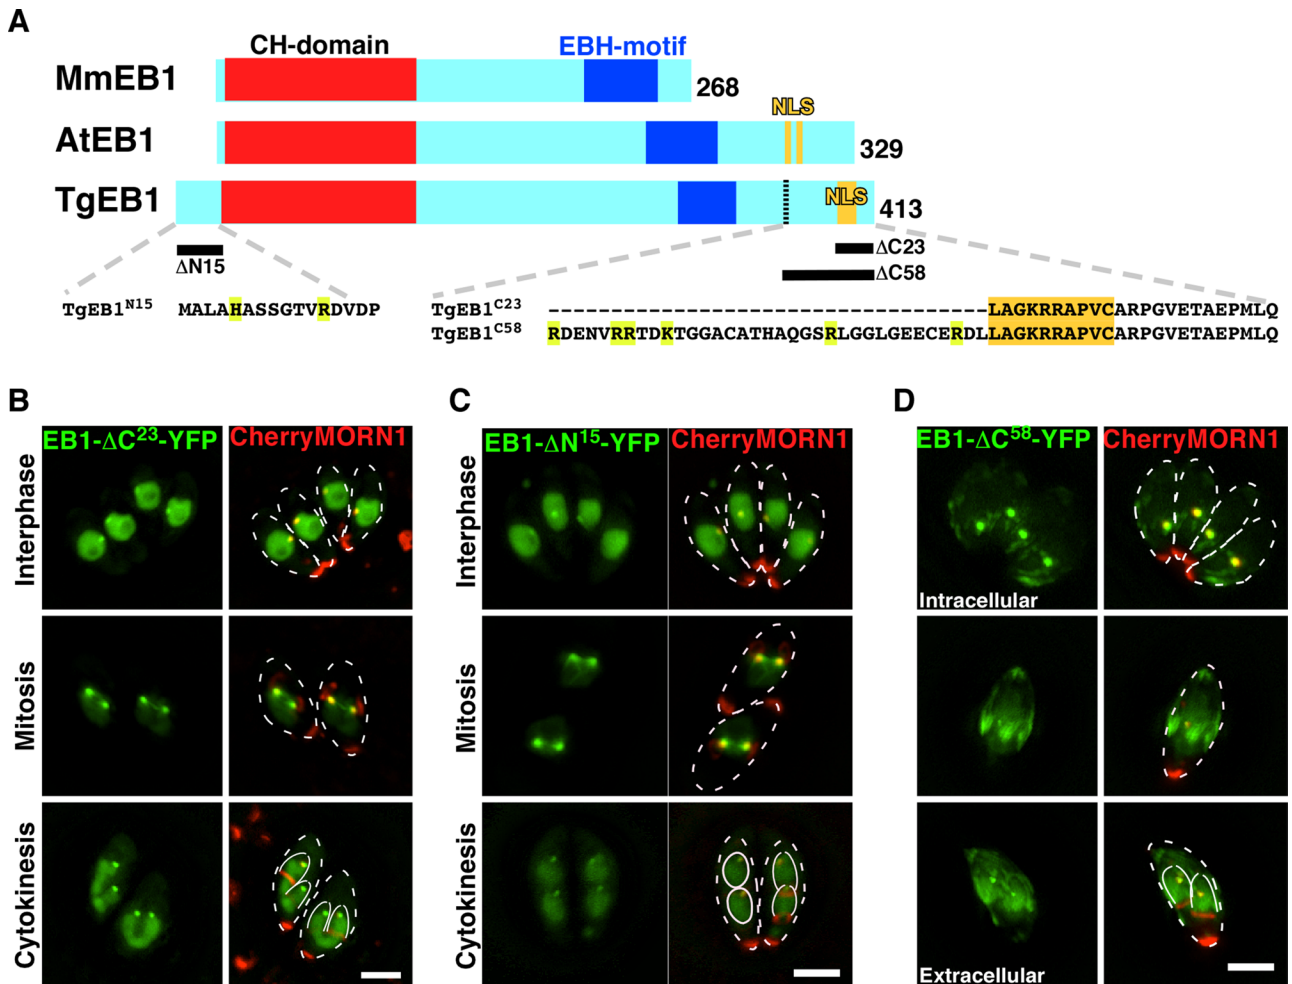 A
CH-domain
EBH-motif
MmEB1
268
NLS
AtEB1
329
TgEB1
NLS
413
ΔN15
ΔC23
ΔC58
TgEB1N15 MALAHASSGTVRDVDP
TgEB1C23 -----------------------------------LAGKRRAPVCARPGVETAEPMLQ
TgEB1C58 RDENVRRTDKTGGACATHAQGSRLGGLGEECERDLLAGKRRAPVCARPGVETAEPMLQ
B
EB1-ΔC23-YFP CherryMORN1
Interphase
Mitosis
Cytokinesis
C
EB1-ΔN15-YFP CherryMORN1
Interphase
Mitosis
Cytokinesis
D
EB1-ΔC58-YFP CherryMORN1
Intracellular
Extracellular